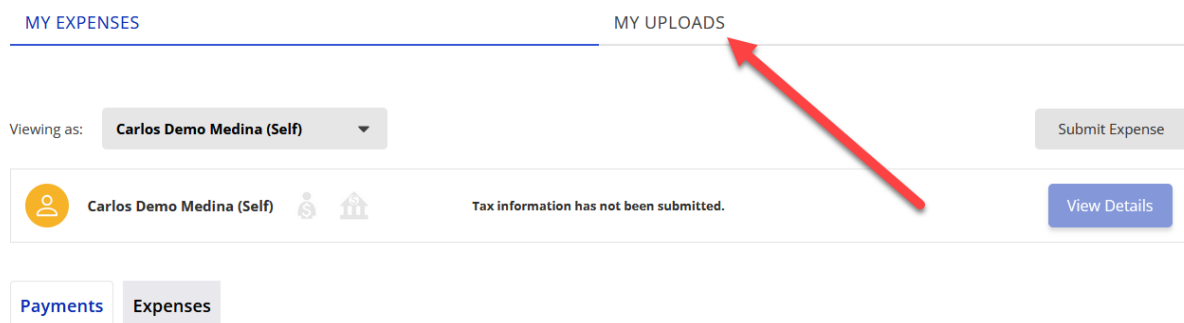 MY EXPENSES
MY UPLOADS
Viewing as:
Carlos Demo Medina (Self)
Submit Expense
Carlos Demo Medina (Self)
Tax information has not been submitted.
View Details
Payments
Expenses